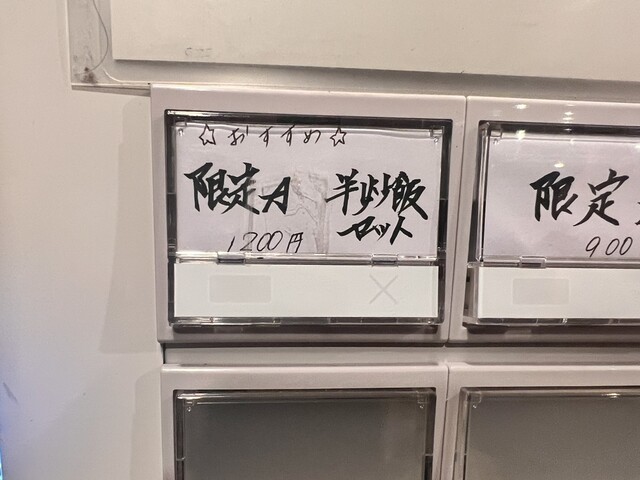 ☆おすすめ☆
限定A 半炒飯
セット
1200円
限定
900